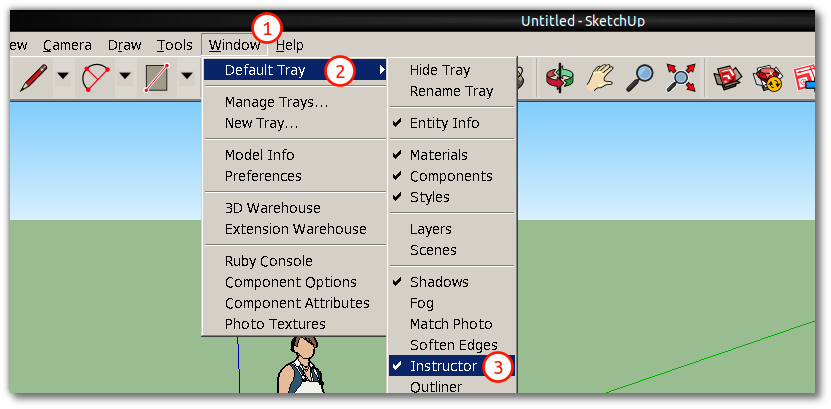 Untitled - SketchUp
1
ew Camera Draw Tools Window Help
Default Tray 2
Manage Trays...
New Tray...
Model Info
Preferences
3D Warehouse
Extension Warehouse
Ruby Console
Component Options
Component Attributes
Photo Textures
Hide Tray
Rename Tray
Entity Info
Materials
Components
Styles
Layers
Scenes
Shadows
Fog
Match Photo
Soften Edges
Instructor 3
Outliner